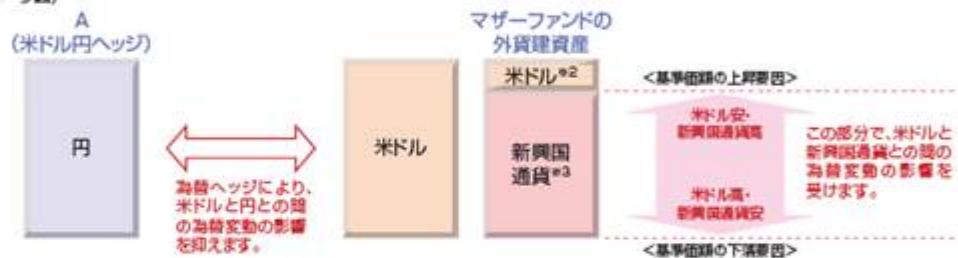 A
(米ドル円ヘッジ)
マザーファンドの
外貨建資産
円
米ドル
米ドル※2
新興国
通貨※3
為替ヘッジにより、
米ドルと円との間
の為替変動の影響
を抑えます。
<基準価額の上昇要因>
米ドル安・
新興国通貨高
米ドル高・
新興国通貨安
<基準価額の下落要因>
この部分で、米ドルと
新興国通貨との間の
為替変動の影響を
受けます。